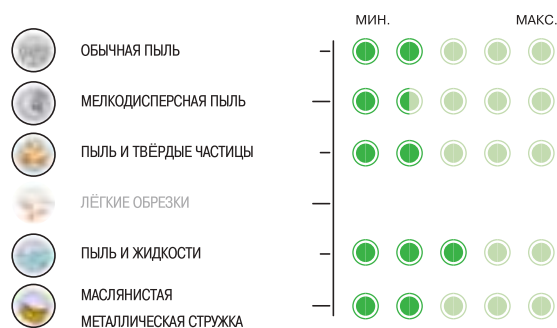 МИН. МАКС.
ОБЫЧНАЯ ПЫЛЬ
МЕЛКОДИСПЕРСНАЯ ПЫЛЬ
ПЫЛЬ И ТВЁРДЫЕ ЧАСТИЦЫ
ЛЁГКИЕ ОБРЕЗКИ
ПЫЛЬ И ЖИДКОСТИ
МАСЛЯНИСТАЯ
МЕТАЛЛИЧЕСКАЯ СТРУЖКА